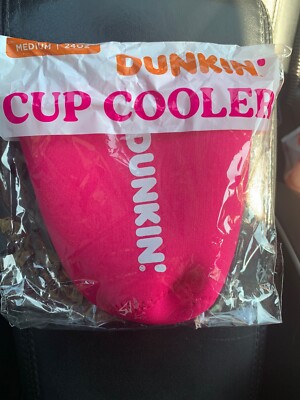 MEDIUM | 24OZ
DUNKIN'
CUP COOLER
DUNKIN'